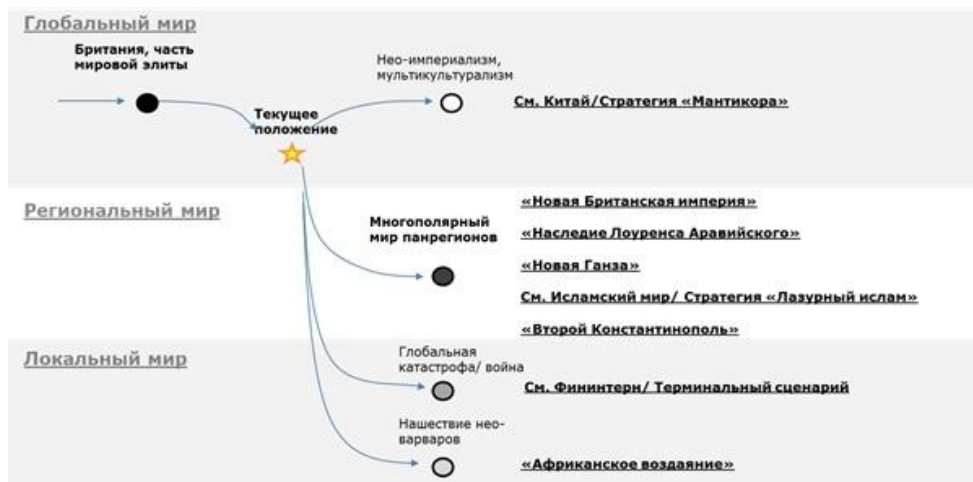 Глобальный мир
Британия, часть
мировой элиты
Нео-империализм,
мультикультурализм
См. Китай/Стратегия «Мантикора»
Текущее
положение
Региональный мир
Многополярный
мир панрегионов
«Новая Британская империя»
«Наследие Лоуренса Аравийского»
«Новая Ганза»
См. Исламский мир/ Стратегия «Лазурный ислам»
«Второй Константинополь»
Локальный мир
Глобальная
катастрофа/ война
См. Фининтерн/ Терминальный сценарий
Нашествие нео-
варваров
«Африканское воздаяние»